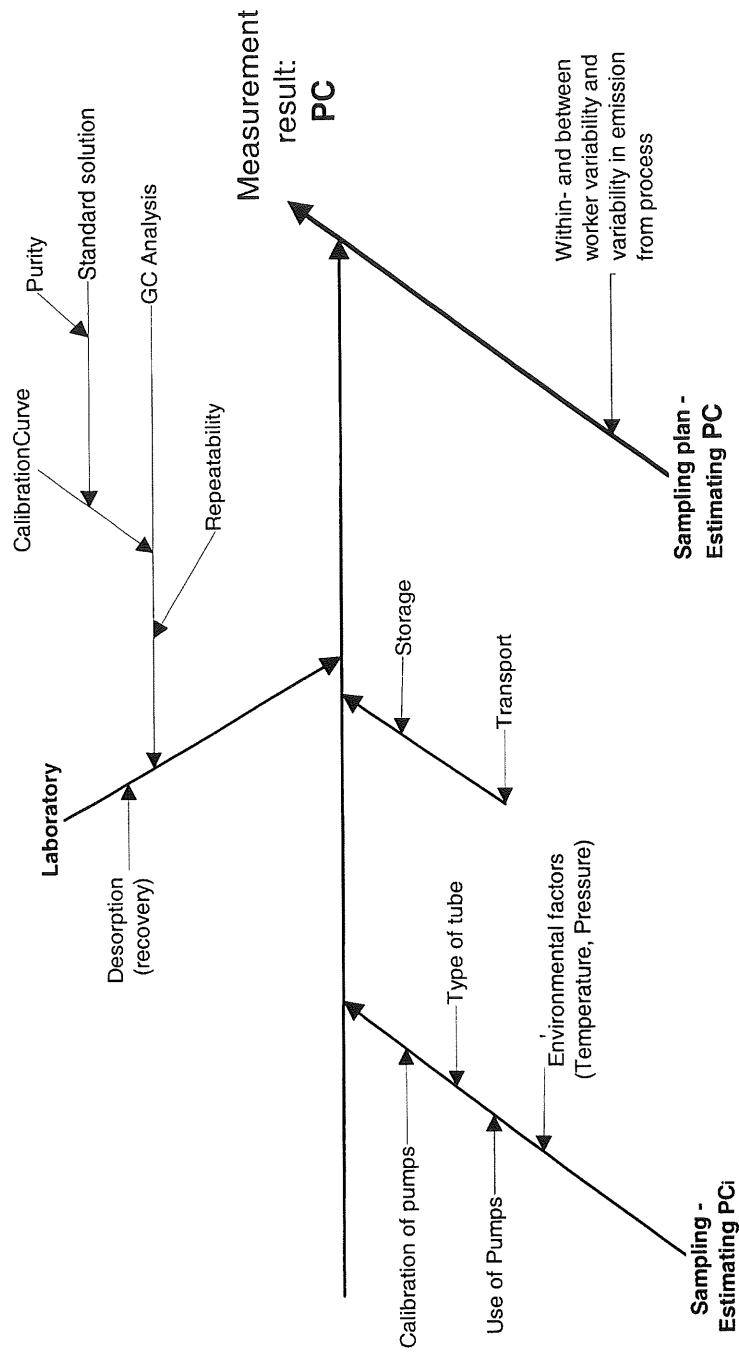 Measurement
result:
PC
Purity
Standard solution
GC Analysis
CalibrationCurve
Repeatability
Laboratory
Desorption
(recovery)
Storage
Transport
Within- and between
worker variability and
variability in emission
from process
Sampling plan -
Estimating PC
Calibration of pumps
Type of tube
Use of Pumps
Environmental factors
(Temperature, Pressure)
Sampling -
Estimating PCi